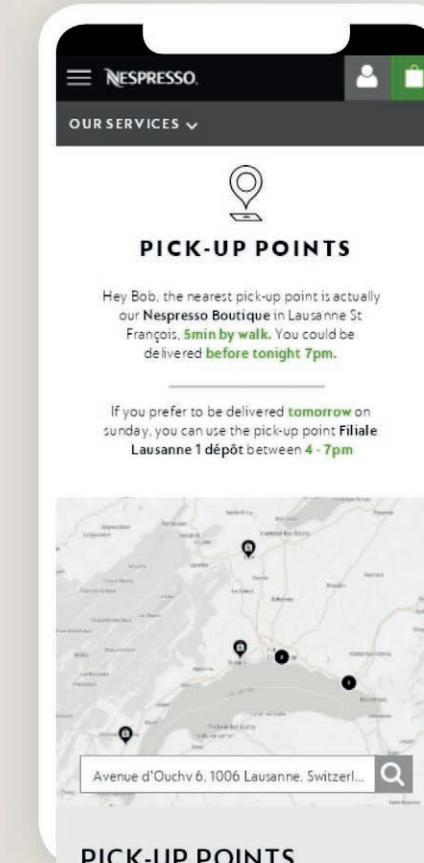 NESPRESSO.
OUR SERVICES
PICK-UP POINTS
Hey Bob, the nearest pick-up point is actually
our Nespresso Boutique in Lausanne St
François, 5min by walk. You could be
delivered before tonight 7pm.
If you prefer to be delivered tomorrow on
sunday, you can use the pick-up point Filiale
Lausanne 1 dépôt between 4 - 7pm
Avenue d'Ouchy 6, 1006 Lausanne, Switzerl...
PICK-UP POINTS